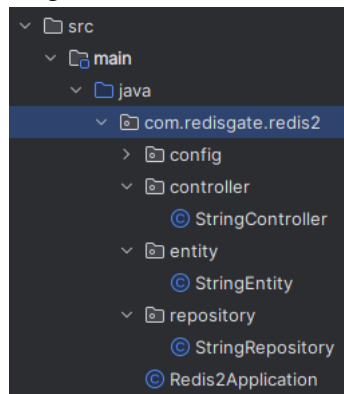 src
main
java
com.redisgate.redis2
config
controller
StringController
entity
StringEntity
repository
StringRepository
Redis2Application